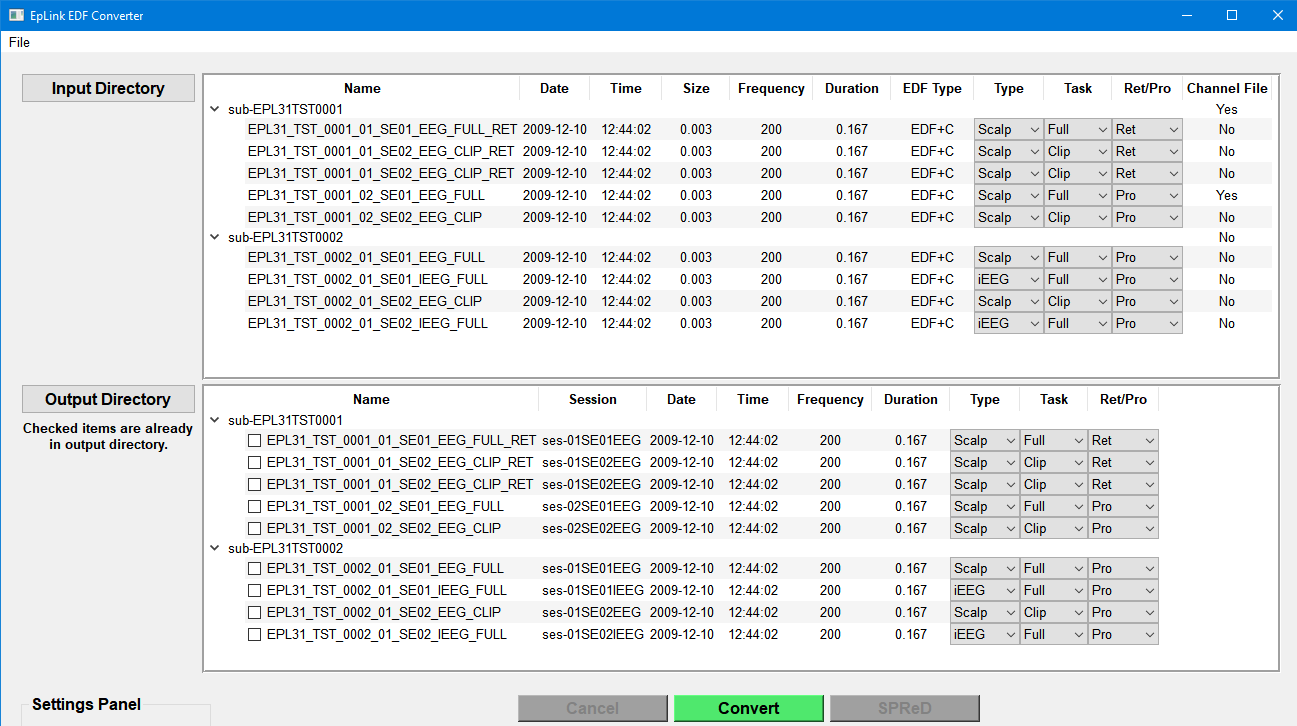 EpLink EDF Converter
File
Input Directory
Name Date Time Size Frequency Duration EDF Type Type Task Ret/Pro Channel File
sub-EPL31TST0001 Yes
EPL31_TST_0001_01_SE01_EEG_FULL_RET 2009-12-10 12:44:02 0.003 200 0.167 EDF+C Scalp Full Ret No
EPL31_TST_0001_01_SE02_EEG_CLIP_RET 2009-12-10 12:44:02 0.003 200 0.167 EDF+C Scalp Clip Ret No
EPL31_TST_0001_01_SE02_EEG_CLIP_RET 2009-12-10 12:44:02 0.003 200 0.167 EDF+C Scalp Clip Ret No
EPL31_TST_0001_02_SE01_EEG_FULL 2009-12-10 12:44:02 0.003 200 0.167 EDF+C Scalp Full Pro Yes
EPL31_TST_0001_02_SE02_EEG_CLIP 2009-12-10 12:44:02 0.003 200 0.167 EDF+C Scalp Clip Pro No
sub-EPL31TST0002 No
EPL31_TST_0002_01_SE01_EEG_FULL 2009-12-10 12:44:02 0.003 200 0.167 EDF+C Scalp Full Pro No
EPL31_TST_0002_01_SE01_IEEG_FULL 2009-12-10 12:44:02 0.003 200 0.167 EDF+C iEEG Full Pro No
EPL31_TST_0002_01_SE02_EEG_CLIP 2009-12-10 12:44:02 0.003 200 0.167 EDF+C Scalp Clip Pro No
EPL31_TST_0002_01_SE02_IEEG_FULL 2009-12-10 12:44:02 0.003 200 0.167 EDF+C iEEG Full Pro No
Output Directory
Checked items are already
in output directory.
Name Session Date Time Frequency Duration Type Task Ret/Pro
sub-EPL31TST0001
EPL31_TST_0001_01_SE01_EEG_FULL_RET ses-01SE01EEG 2009-12-10 12:44:02 200 0.167 Scalp Full Ret
EPL31_TST_0001_01_SE02_EEG_CLIP_RET ses-01SE02EEG 2009-12-10 12:44:02 200 0.167 Scalp Clip Ret
EPL31_TST_0001_01_SE02_EEG_CLIP_RET ses-01SE02EEG 2009-12-10 12:44:02 200 0.167 Scalp Clip Ret
EPL31_TST_0001_02_SE01_EEG_FULL ses-02SE01EEG 2009-12-10 12:44:02 200 0.167 Scalp Full Pro
EPL31_TST_0001_02_SE02_EEG_CLIP ses-02SE02EEG 2009-12-10 12:44:02 200 0.167 Scalp Clip Pro
sub-EPL31TST0002
EPL31_TST_0002_01_SE01_EEG_FULL ses-01SE01EEG 2009-12-10 12:44:02 200 0.167 Scalp Full Pro
EPL31_TST_0002_01_SE01_IEEG_FULL ses-01SE01IEEG 2009-12-10 12:44:02 200 0.167 iEEG Full Pro
EPL31_TST_0002_01_SE02_EEG_CLIP ses-01SE02EEG 2009-12-10 12:44:02 200 0.167 Scalp Clip Pro
EPL31_TST_0002_01_SE02_IEEG_FULL ses-01SE02IEEG 2009-12-10 12:44:02 200 0.167 iEEG Full Pro
Settings Panel
Cancel Convert SPReD